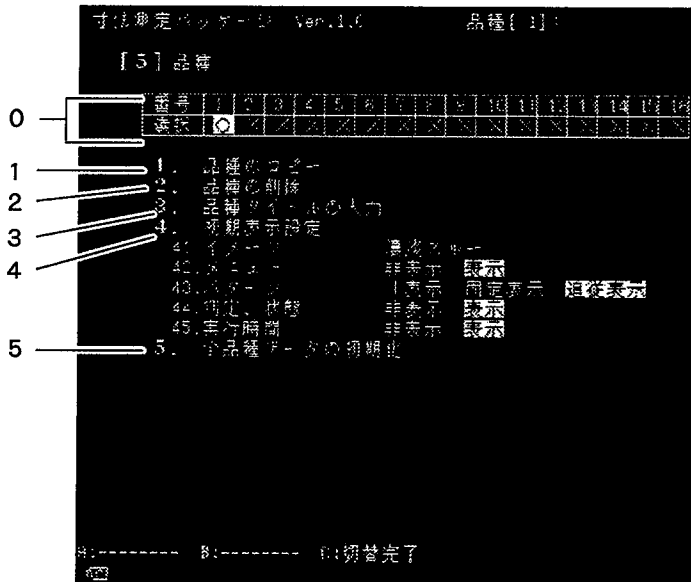 寸法測定パッケージ Ver.1.0 品種[ 1]:
[5] 品種
0
番号 1 2 3 4 5 6 7 8 9 10 11 12 13 14 15 16
選択 ○ / / / / / / / / / / / / / / /
1 1. 品種のコピー
2 2. 品種の削除
3 3. 品種タイトルの入力
4 4. 初期表示設定
41.イメージ 濃淡スルー
42.メニュー 非表示 表示
43.パターン 非表示 固定表示 追従表示
44.判定、状態 非表示 表示
45.実行時間 非表示 表示
5 5. 全品種データの初期化
A:-------- B:-------- C:切替完了